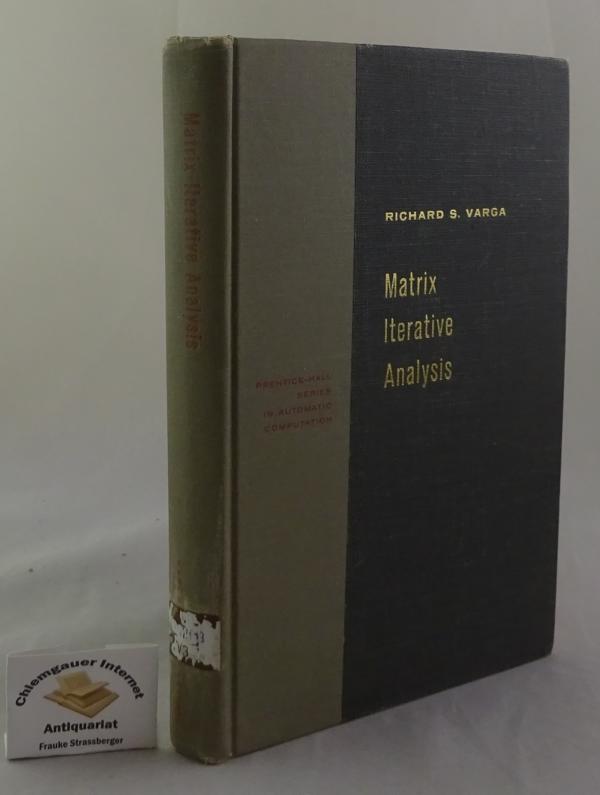 Matrix Iterative Analysis
RICHARD S. VARGA
Matrix
Iterative
Analysis
PRENTICE-HALL
SERIES
IN AUTOMATIC
COMPUTATION
Chiemgauer Internet
Antiquariat
Frauke Strassberger